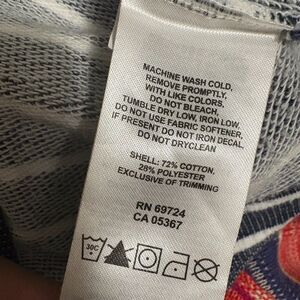 MACHINE WASH COLD,
REMOVE PROMPTLY,
WITH LIKE COLORS,
DO NOT BLEACH,
TUMBLE DRY LOW, IRON LOW,
DO NOT USE FABRIC SOFTENER,
IF PRESENT DO NOT IRON DECAL
DO NOT DRYCLEAN
SHELL: 72% COTTON,
28% POLYESTER
EXCLUSIVE OF TRIMMING
RN 69724
CA 05367
30C